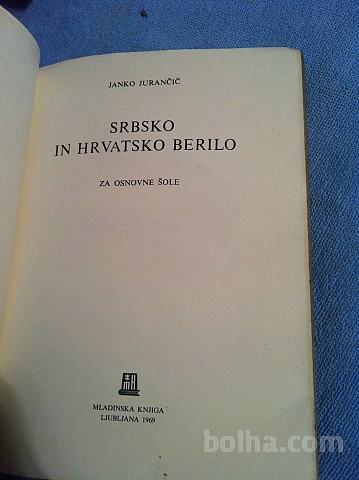 JANKO JURANČIČ
SRBSKO
IN HRVATSKO BERILO
ZA OSNOVNE ŠOLE
MLADINSKA KNJIGA
LJUBLJANA 1969
bolha.com